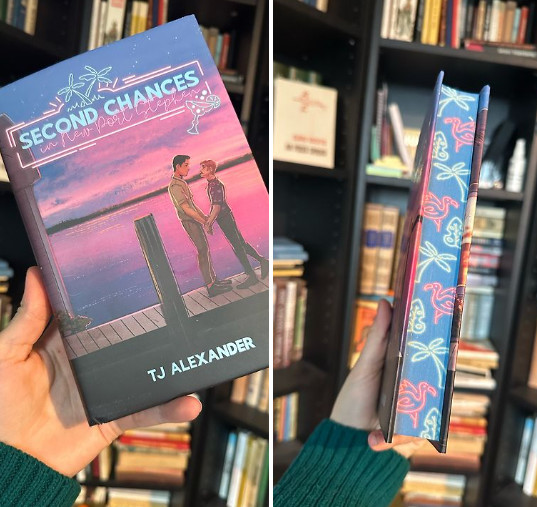 SECOND CHANCES
in New Port Stephen
TJ ALEXANDER